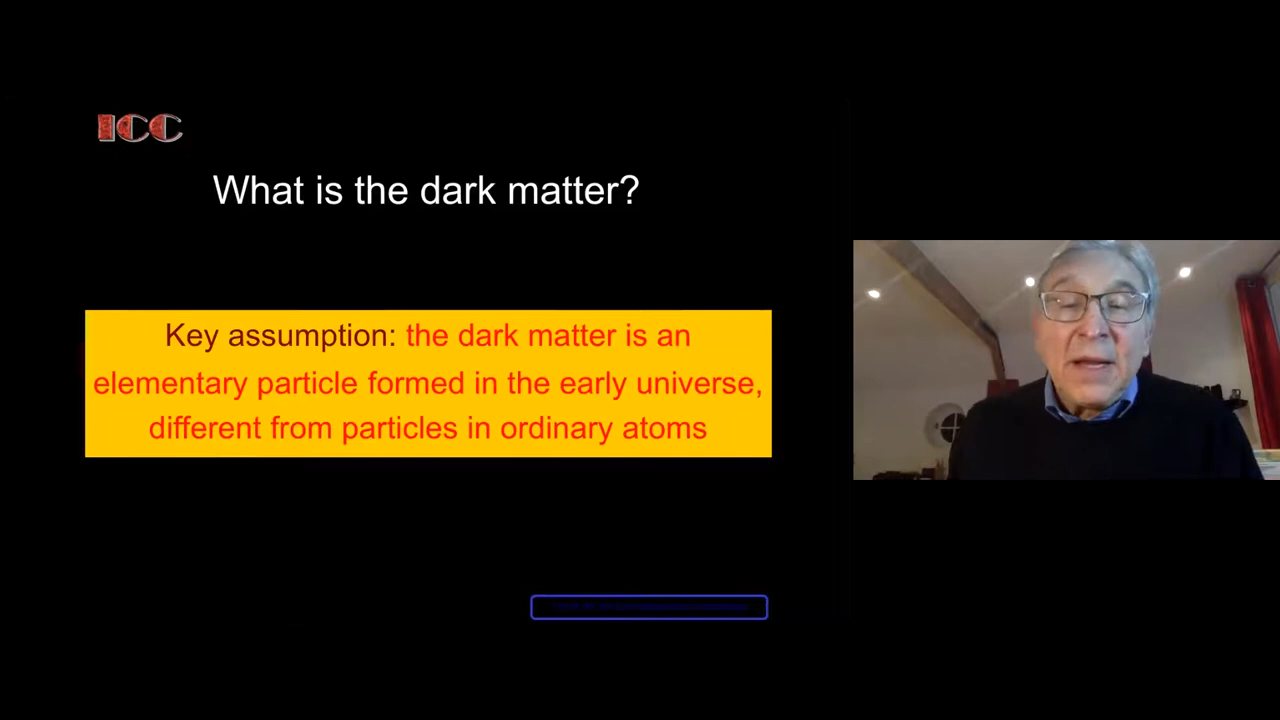 ICC
What is the dark matter?
Key assumption: the dark matter is an
elementary particle formed in the early universe,
different from particles in ordinary atoms